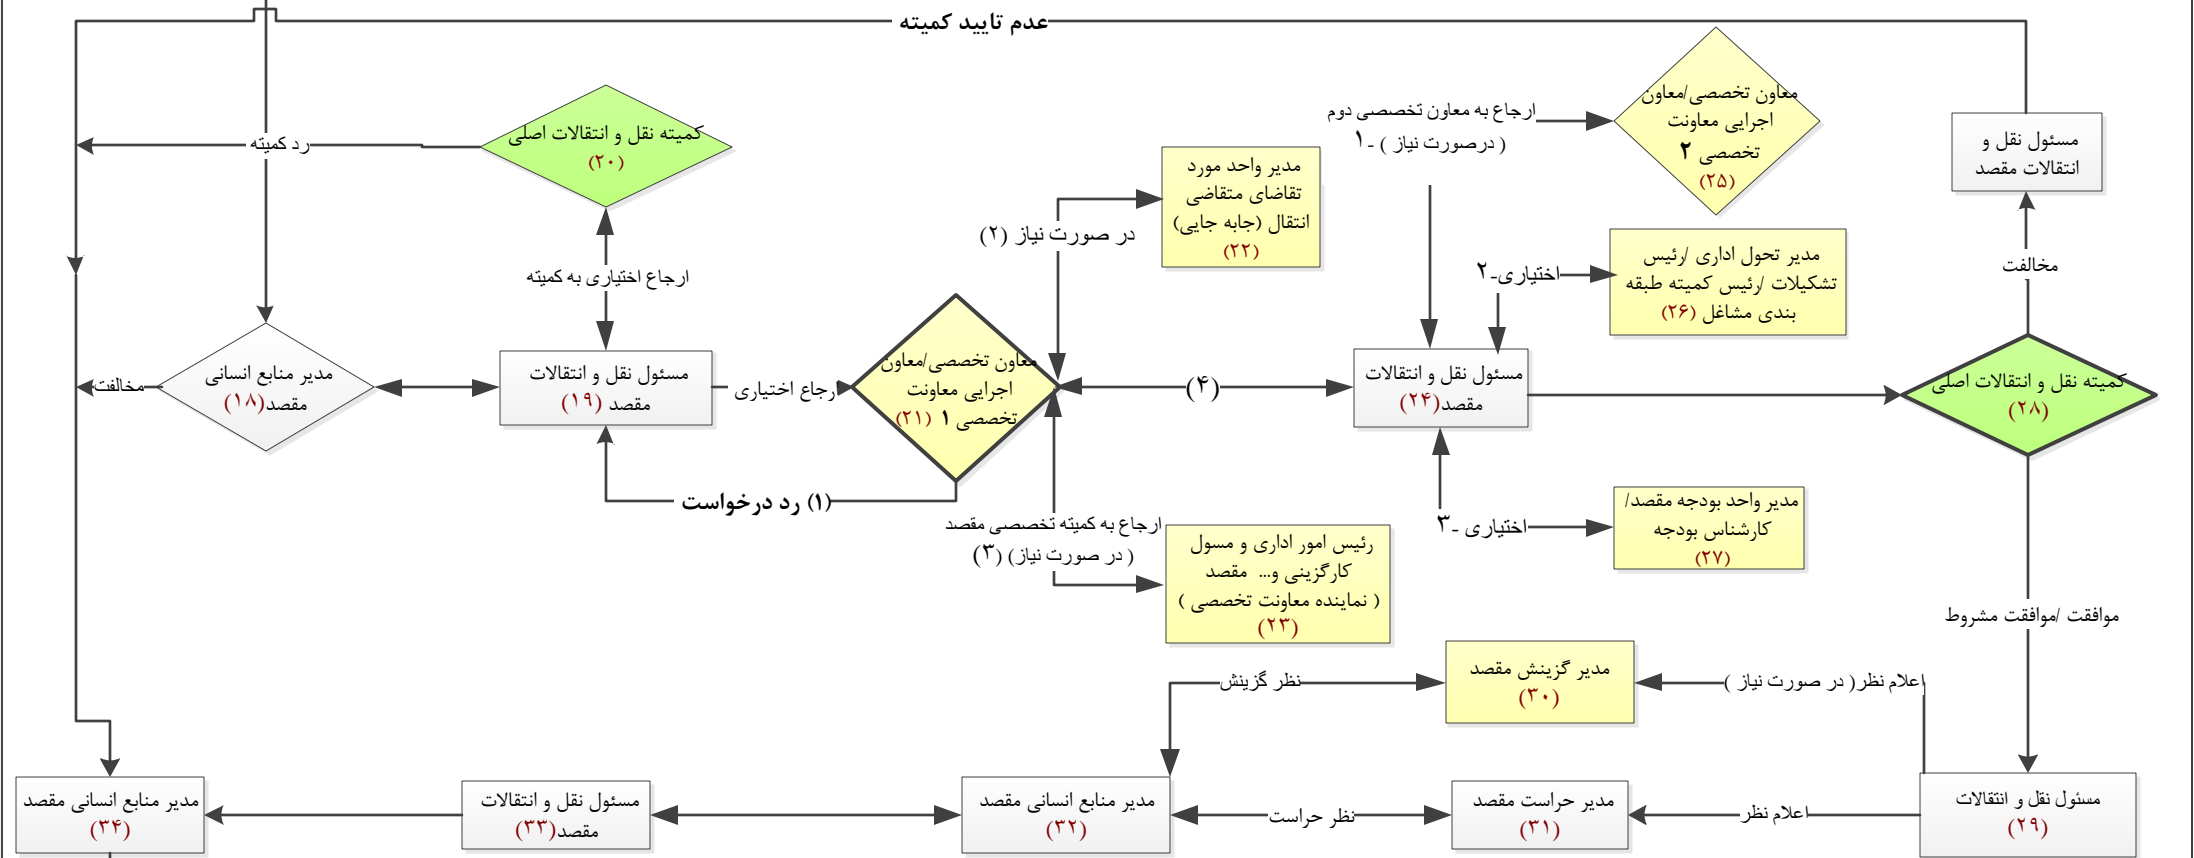 عدم تایید کمیته
کمیته نقل و انتقالات اصلی
(۲۰)
رد کمیته
ارجاع اختیاری به کمیته
مدیر منابع انسانی
مقصد(۱۸)
مخالفت
مسئول نقل و انتقالات
مقصد (۱۹)
ارجاع اختیاری
معاون تخصصی/معاون
اجرایی معاونت
تخصصی ۱ (۲۱)
(۱) رد درخواست
در صورت نیاز (۲)
مدیر واحد مورد
تقاضای متقاضی
انتقال (جابه جایی)
(۲۲)
ارجاع به کمیته تخصصی مقصد
(در صورت نیاز) (۳)
رئیس امور اداری و مسول
کارگزینی و... مقصد
( نماینده معاونت تخصصی )
(۲۳)
(۴)
مسئول نقل و انتقالات
مقصد(۲۴)
ارجاع به معاون تخصصی دوم
( درصورت نیاز ) ـ۱
معاون تخصصی/معاون
اجرایی معاونت
تخصصی ۲
(۲۵)
اختیاری-۲
مدیر تحول اداری /رئیس
تشکیلات /رئیس کمیته طبقه
بندی مشاغل (۲۶)
اختیاری -۳
مدیر واحد بودجه مقصد/
کارشناس بودجه
(۲۷)
مسئول نقل و
انتقالات مقصد
مخالفت
کمیته نقل و انتقالات اصلی
(۲۸)
موافقت /موافقت مشروط
مسئول نقل و انتقالات
(۲۹)
اعلام نظر( در صورت نیاز )
مدیر گزینش مقصد
(۳۰)
نظر گزینش
اعلام نظر
مدیر حراست مقصد
(۳۱)
نظر حراست
مدیر منابع انسانی مقصد
(۳۲)
مسئول نقل و انتقالات
مقصد(۳۳)
مدیر منابع انسانی مقصد
(۳۴)